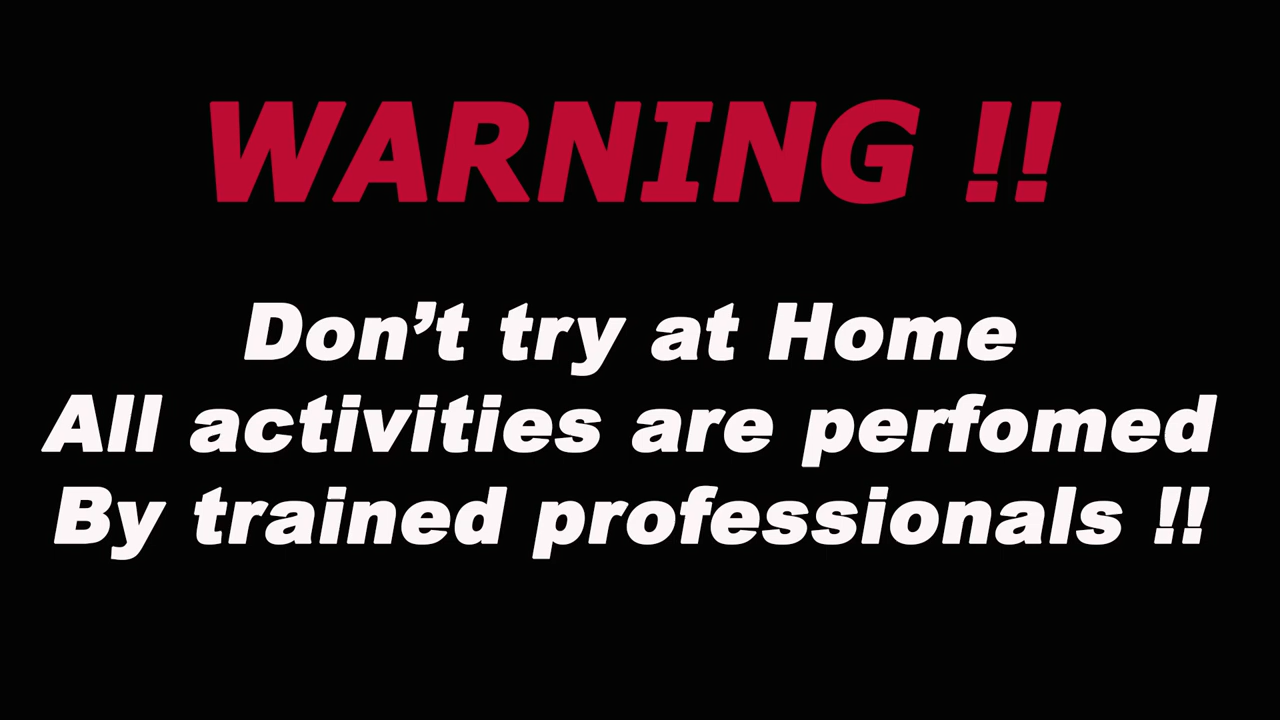 WARNING !!
Don’t try at Home
All activities are perfomed
By trained professionals !!